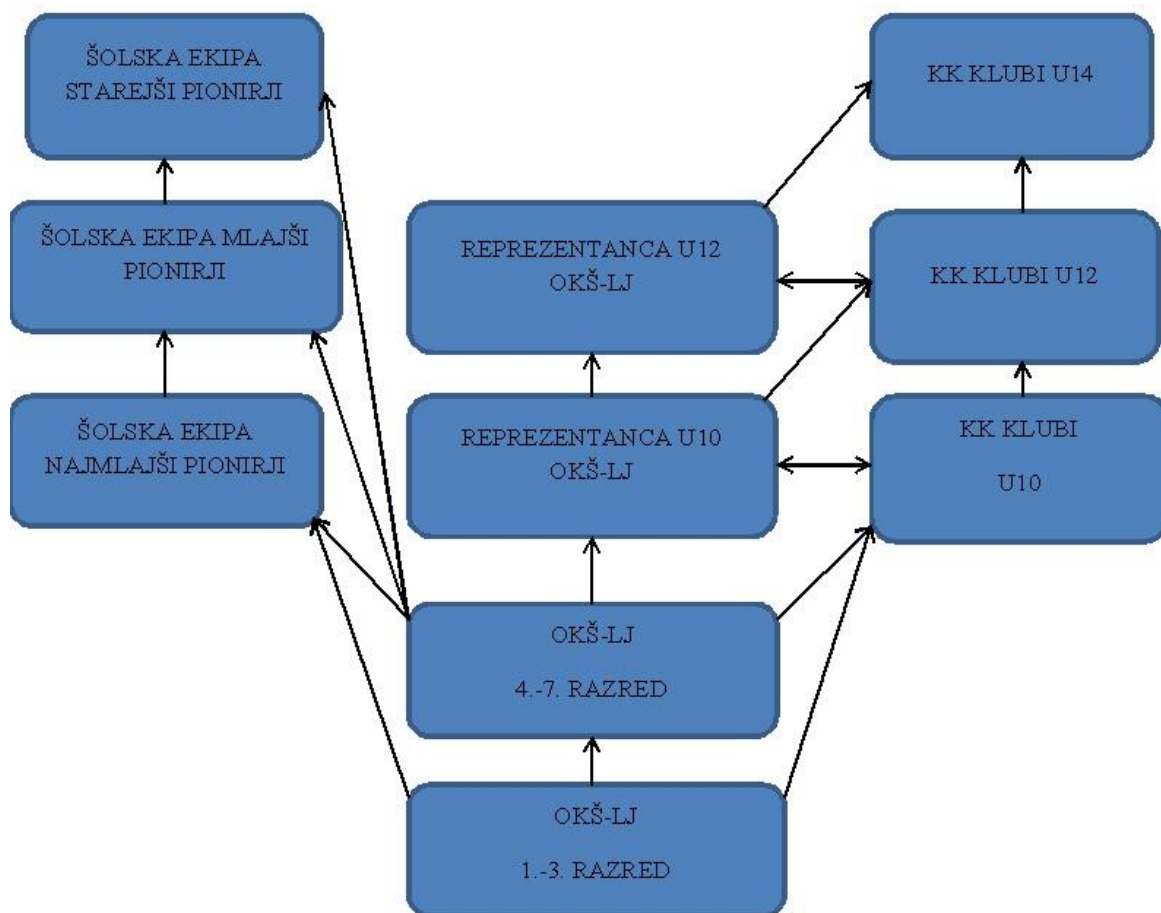 ŠOLSKA EKIPA
STAREJŠI PIONIRJI
KK KLUBI U14
ŠOLSKA EKIPA MLAJŠI
PIONIRJI
REPREZENTANCA U12
OKŠ-LJ
KK KLUBI U12
ŠOLSKA EKIPA
NAJMLAJŠI PIONIRJI
REPREZENTANCA U10
OKŠ-LJ
KK KLUBI
U10
OKŠ-LJ
4.-7. RAZRED
OKŠ-LJ
1.-3. RAZRED